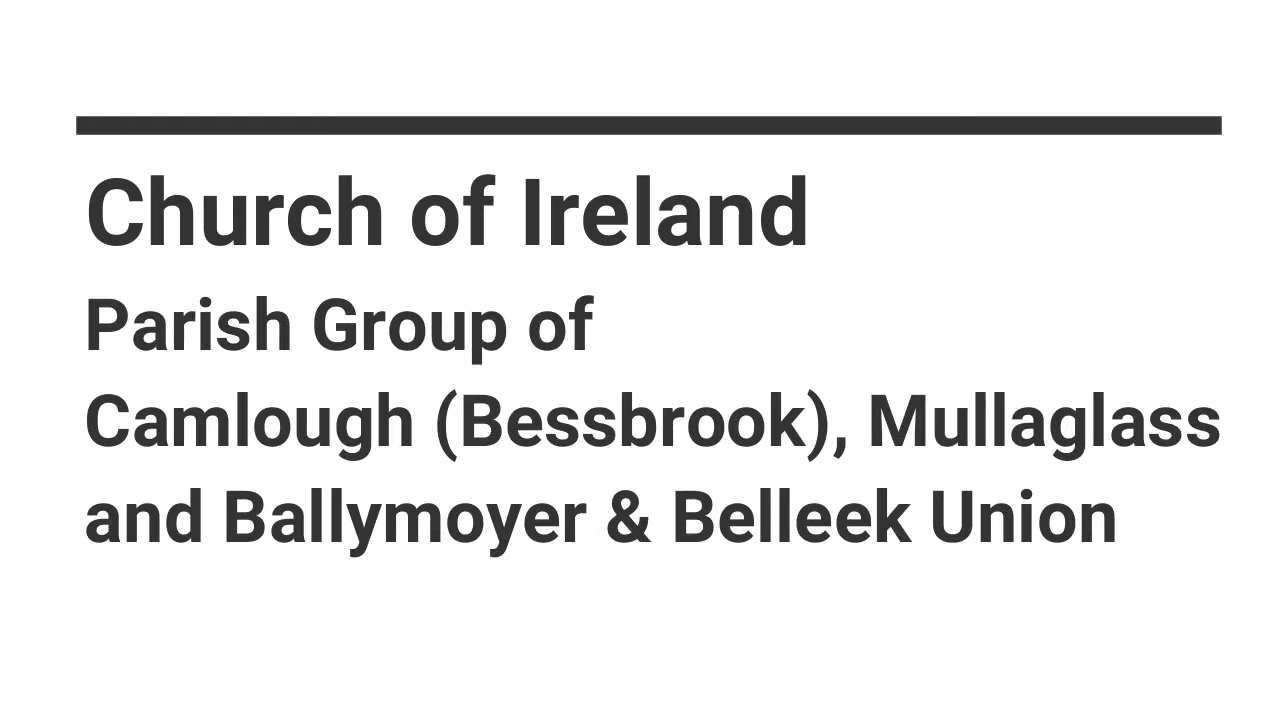 Church of Ireland
Parish Group of
Camlough (Bessbrook), Mullaglass
and Ballymoyer & Belleek Union